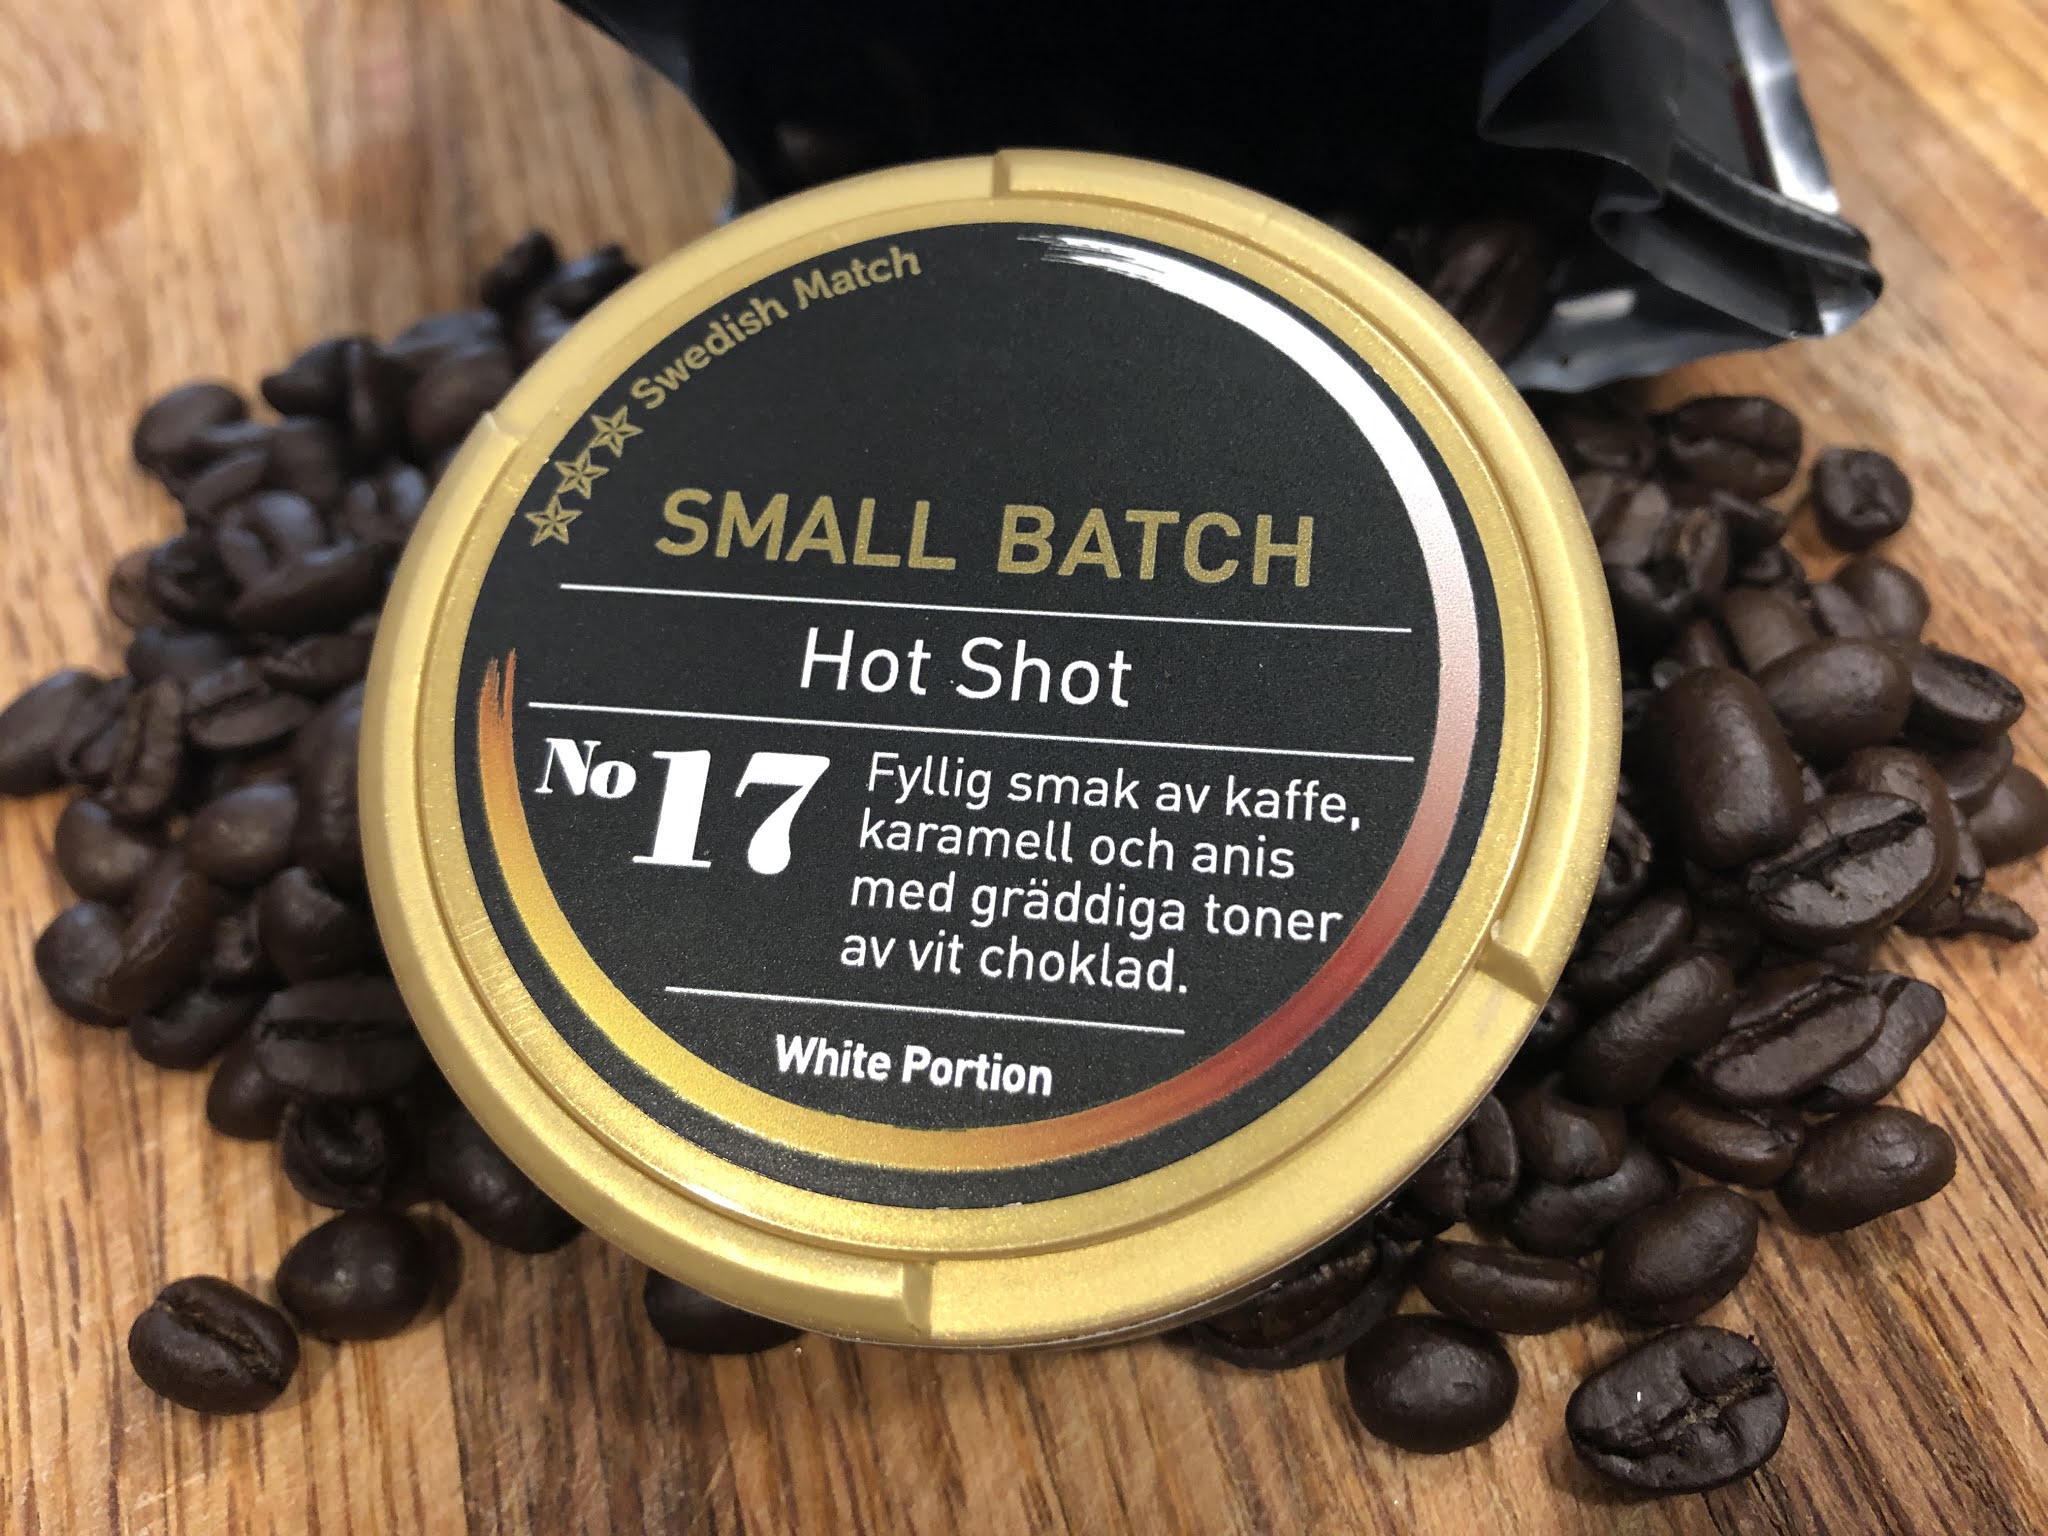 Swedish Match
SMALL BATCH
Hot Shot
No 17
Fyllig smak av kaffe,
karamell och anis
med gräddiga toner
av vit choklad.
White Portion